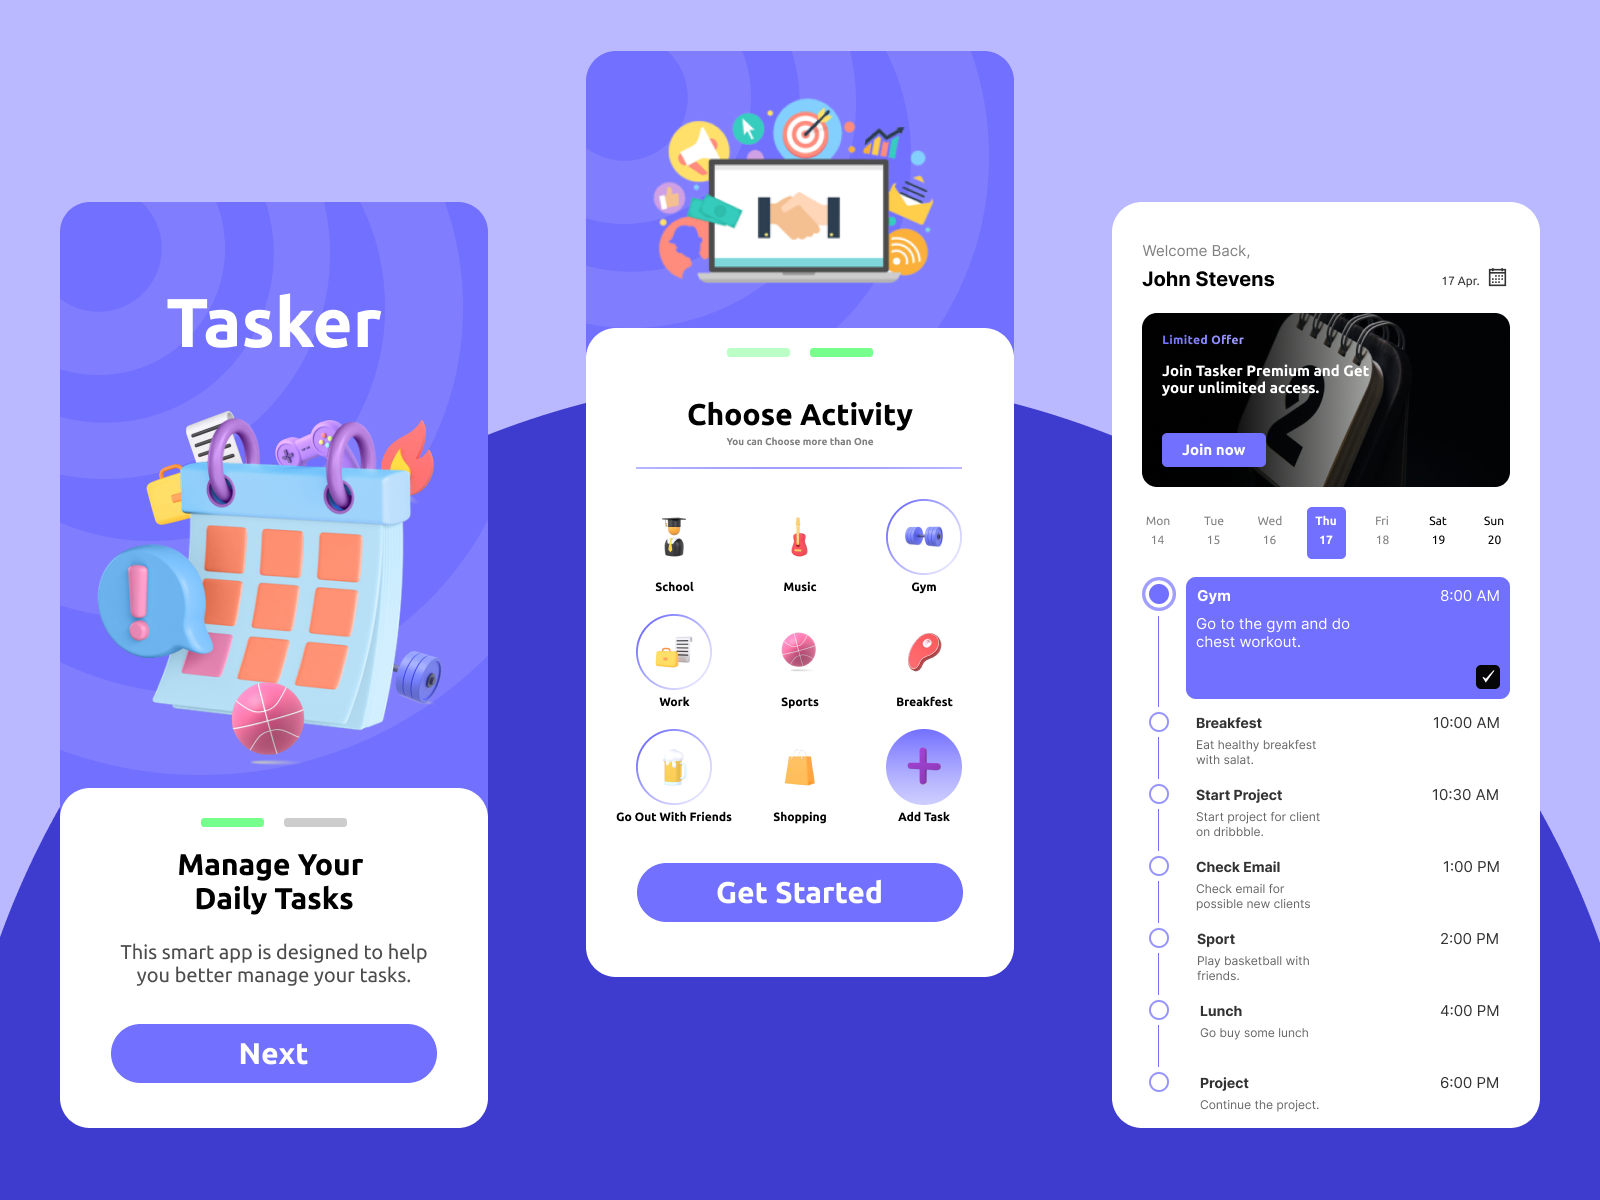 Tasker
Manage Your
Daily Tasks
This smart app is designed to help
you better manage your tasks.
Next
Choose Activity
You can Choose more than One
School
Music
Gym
Work
Sports
Breakfest
Go Out With Friends
Shopping
Add Task
Get Started
Welcome Back,
John Stevens
17 Apr.
Limited Offer
Join Tasker Premium and Get
your unlimited access.
2
Join now
Mon Tue Wed Thu Fri Sat Sun
14 15 16 17 18 19 20
Gym 8:00 AM
Go to the gym and do
chest workout.
Breakfest 10:00 AM
Eat healthy breakfest
with salat.
Start Project 10:30 AM
Start project for client
on dribbble.
Check Email 1:00 PM
Check email for
possible new clients
Sport 2:00 PM
Play basketball with
friends.
Lunch 4:00 PM
Go buy some lunch
Project 6:00 PM
Continue the project.